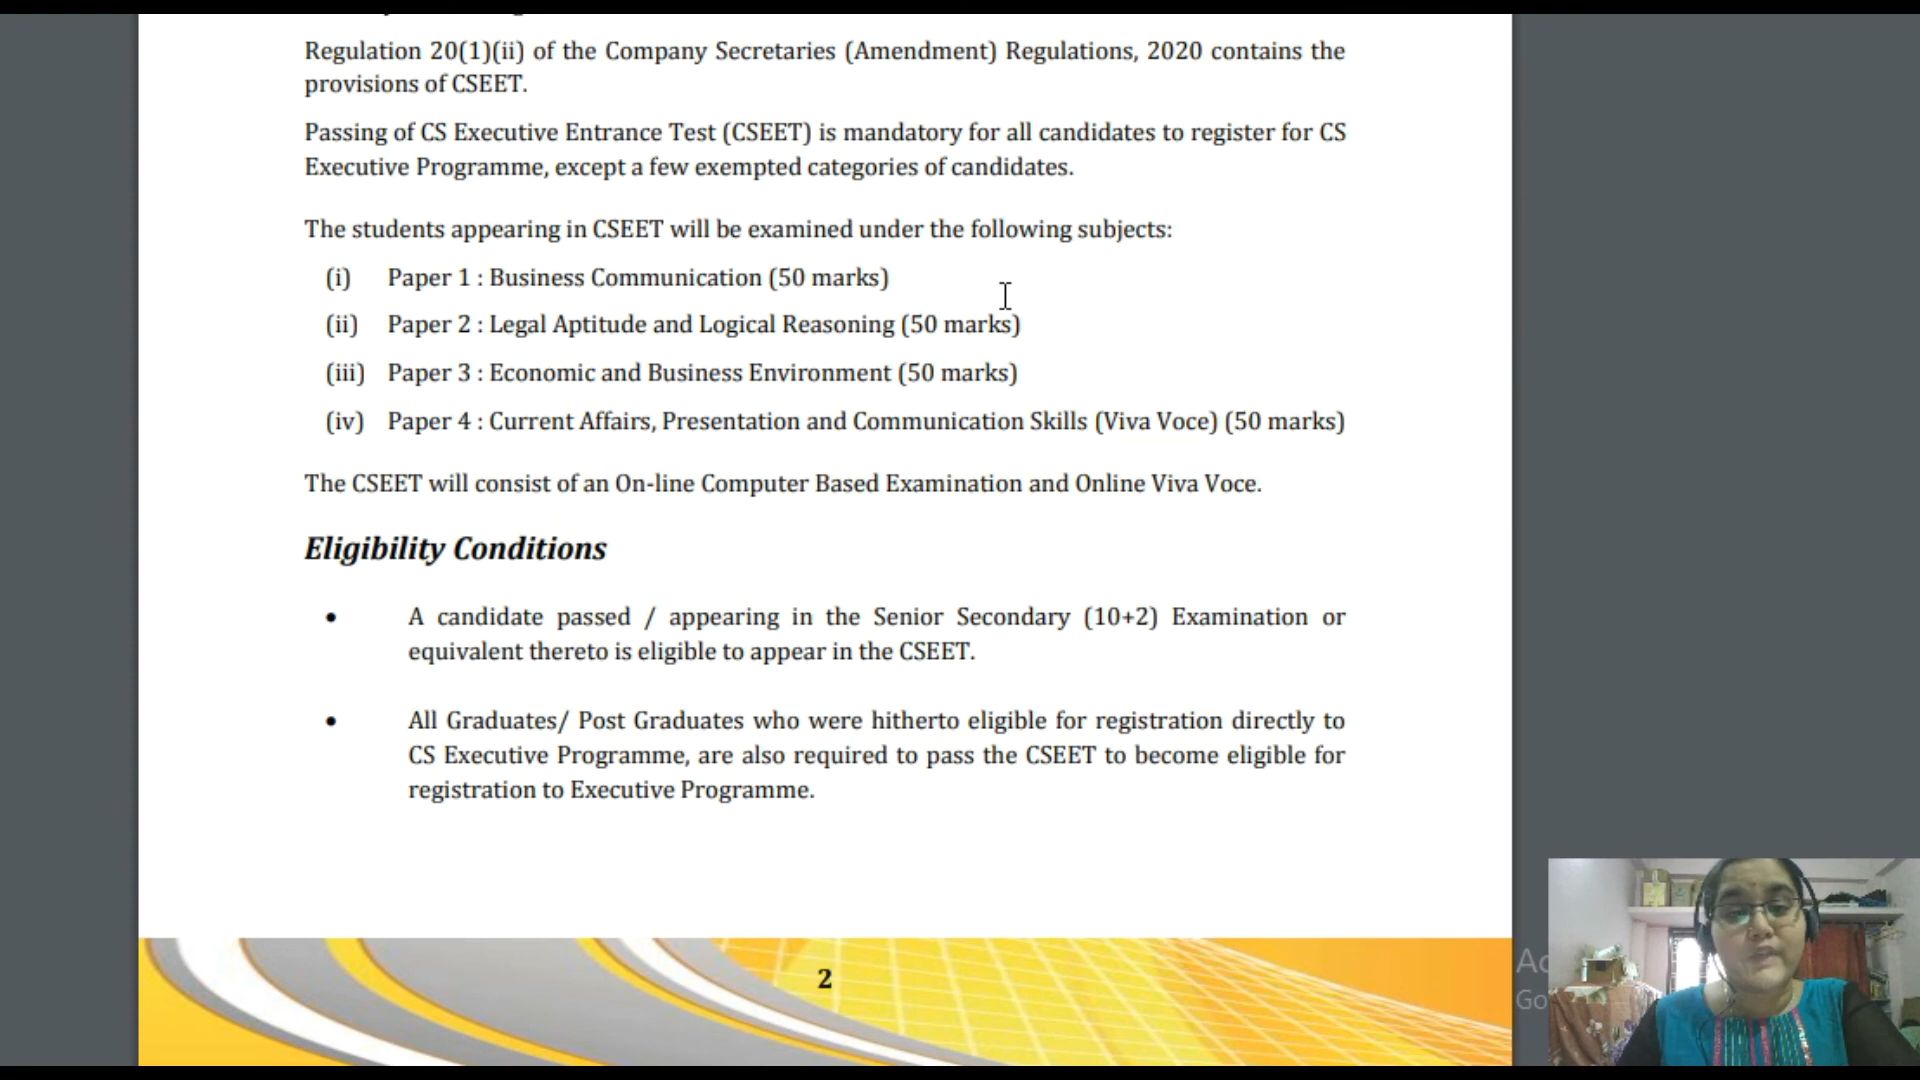 Regulation 20(1)(ii) of the Company Secretaries (Amendment) Regulations, 2020 contains the
provisions of CSEET.
Passing of CS Executive Entrance Test (CSEET) is mandatory for all candidates to register for CS
Executive Programme, except a few exempted categories of candidates.
The students appearing in CSEET will be examined under the following subjects:
(i) Paper 1 : Business Communication (50 marks)
(ii) Paper 2 : Legal Aptitude and Logical Reasoning (50 marks)
(iii) Paper 3 : Economic and Business Environment (50 marks)
(iv) Paper 4 : Current Affairs, Presentation and Communication Skills (Viva Voce) (50 marks)
The CSEET will consist of an On-line Computer Based Examination and Online Viva Voce.
Eligibility Conditions
• A candidate passed / appearing in the Senior Secondary (10+2) Examination or
equivalent thereto is eligible to appear in the CSEET.
• All Graduates/ Post Graduates who were hitherto eligible for registration directly to
CS Executive Programme, are also required to pass the CSEET to become eligible for
registration to Executive Programme.
2